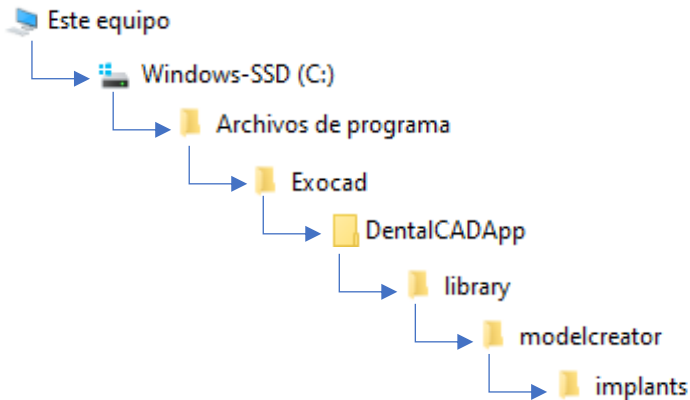 Este equipo
Windows-SSD (C:)
Archivos de programa
Exocad
DentalCADApp
library
modelcreator
implants